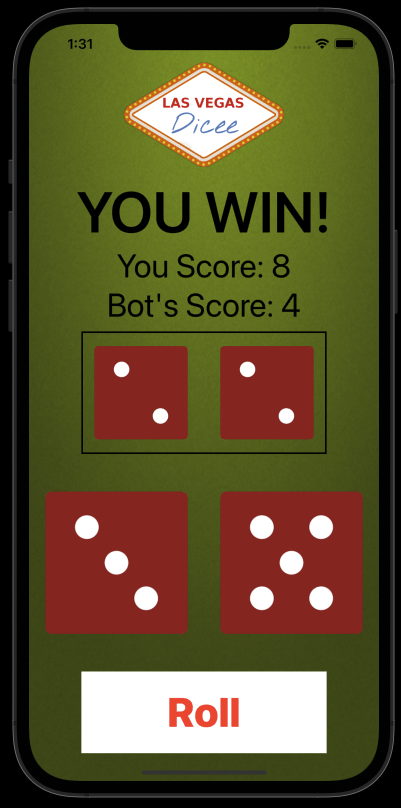 1:31
LAS VEGAS
Dicee
YOU WIN!
You Score: 8
Bot's Score: 4
Roll